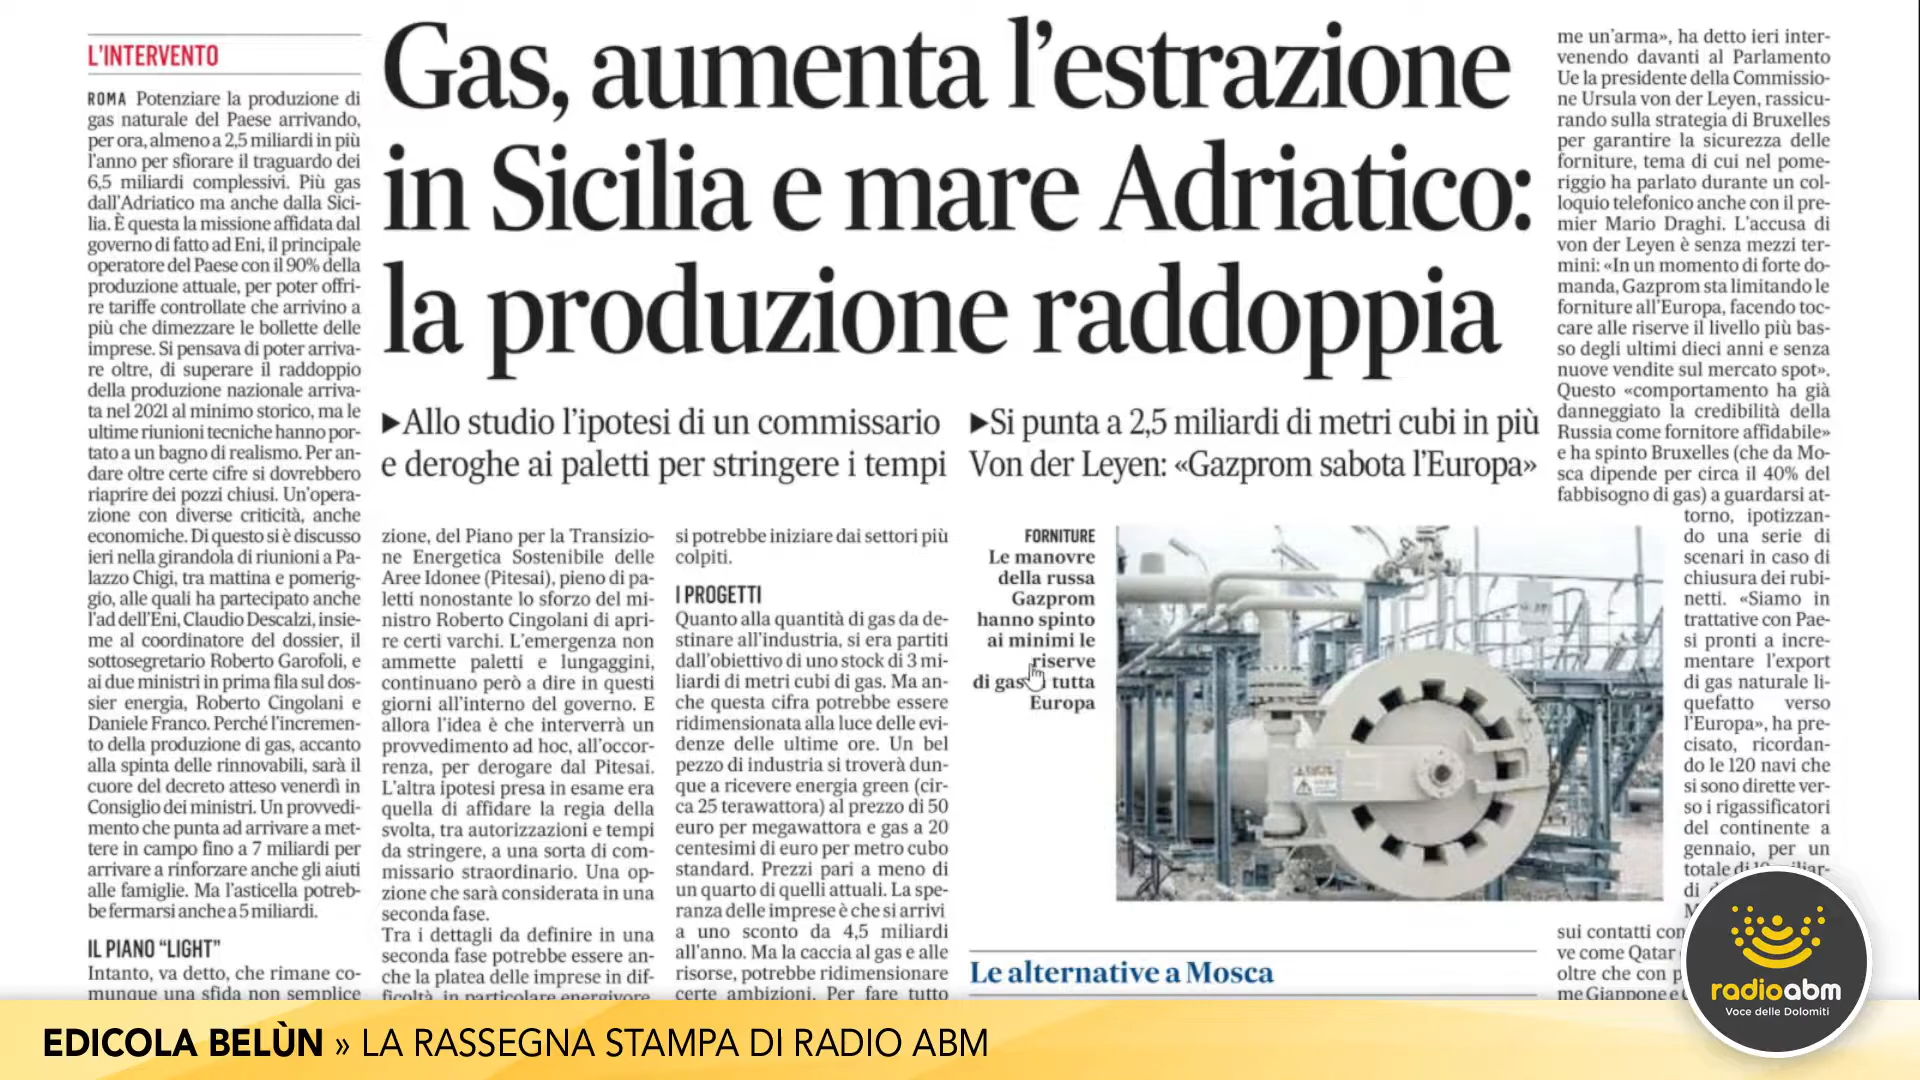 L'INTERVENTO
ROMA Potenziare la produzione di
gas naturale del Paese arrivando,
per ora, almeno a 2,5 miliardi in più
l'anno per sfiorare il traguardo dei
6,5 miliardi complessivi. Più gas
dall'Adriatico ma anche dalla Sici-
lia. È questa la missione affidata dal
governo di fatto ad Eni, il principale
operatore del Paese con il 90% della
produzione attuale, per poter offri-
re tariffe controllate che arrivino a
più che dimezzare le bollette delle
imprese. Si pensava di poter arriva-
re oltre, di superare il raddoppio
della produzione nazionale arriva-
ta nel 2021 al minimo storico, ma le
ultime riunioni tecniche hanno por-
tato a un bagno di realismo. Per an-
dare oltre certe cifre si dovrebbero
riaprire dei pozzi chiusi. Un'opera-
zione con diverse criticità, anche
economiche. Di questo si è discusso
ieri nella girandola di riunioni a Pa-
lazzo Chigi, tra mattina e pomerig-
gio, alle quali ha partecipato anche
l'ad dell'Eni, Claudio Descalzi, insie-
me al coordinatore del dossier, il
sottosegretario Roberto Garofoli, e
ai due ministri in prima fila sul dos-
sier energia, Roberto Cingolani e
Daniele Franco. Perché l'incremen-
to della produzione di gas, accanto
alla spinta delle rinnovabili, sarà il
cuore del decreto atteso venerdì in
Consiglio dei ministri. Un provvedi-
mento che punta ad arrivare a met-
tere in campo fino a 7 miliardi per
arrivare a rinforzare anche gli aiuti
alle famiglie. Ma l'asticella potreb-
be fermarsi anche a 5 miliardi.
IL PIANO “LIGHT”
Intanto, va detto, che rimane co-
munque una sfida non semplice
Gas, aumenta l'estrazione
in Sicilia e mare Adriatico:
la produzione raddoppia
►Allo studio l'ipotesi di un commissario
e deroghe ai paletti per stringere i tempi
►Si punta a 2,5 miliardi di metri cubi in più
Von der Leyen: «Gazprom sabota l'Europa»
zione, del Piano per la Transizio-
ne Energetica Sostenibile delle
Aree Idonee (Pitesai), pieno di pa-
letti nonostante lo sforzo del mi-
nistro Roberto Cingolani di apri-
re certi varchi. L'emergenza non
ammette paletti e lungaggini,
continuano però a dire in questi
giorni all'interno del governo. E
allora l'idea è che interverrà un
provvedimento ad hoc, all'occor-
renza, per derogare dal Pitesai.
L'altra ipotesi presa in esame era
quella di affidare la regia della
svolta, tra autorizzazioni e tempi
da stringere, a una sorta di com-
missario straordinario. Una op-
zione che sarà considerata in una
seconda fase.
Tra i dettagli da definire in una
seconda fase potrebbe essere an-
che la platea delle imprese in dif-
ficoltà, in particolare energivore,
si potrebbe iniziare dai settori più
colpiti.
I PROGETTI
Quanto alla quantità di gas da de-
stinare all'industria, si era partiti
dall'obiettivo di uno stock di 3 mi-
liardi di metri cubi di gas. Ma an-
che questa cifra potrebbe essere
ridimensionata alla luce delle evi-
denze delle ultime ore. Un bel
pezzo di industria si troverà dun-
que a ricevere energia green (cir-
ca 25 terawattora) al prezzo di 50
euro per megawattora e gas a 20
centesimi di euro per metro cubo
standard. Prezzi pari a meno di
un quarto di quelli attuali. La spe-
ranza delle imprese è che si arrivi
a uno sconto da 4,5 miliardi
all'anno. Ma la caccia al gas e alle
risorse, potrebbe ridimensionare
certe ambizioni. Per fare tutto
FORNITURE
Le manovre
della russa
Gazprom
hanno spinto
ai minimi le
riserve
di gas tutta
Europa
Le alternative a Mosca
me un'arma», ha detto ieri inter-
venendo davanti al Parlamento
Ue la presidente della Commissio-
ne Ursula von der Leyen, rassicu-
rando sulla strategia di Bruxelles
per garantire la sicurezza delle
forniture, tema di cui nel pome-
riggio ha parlato durante un col-
loquio telefonico anche con il pre-
mier Mario Draghi. L'accusa di
von der Leyen è senza mezzi ter-
mini: «In un momento di forte do-
manda, Gazprom sta limitando le
forniture all'Europa, facendo toc-
care alle riserve il livello più bas-
so degli ultimi dieci anni e senza
nuove vendite sul mercato spot».
Questo «comportamento ha già
danneggiato la credibilità della
Russia come fornitore affidabile»
e ha spinto Bruxelles (che da Mo-
sca dipende per circa il 40% del
fabbisogno di gas) a guardarsi at-
torno, ipotizzan-
do una serie di
scenari in caso di
chiusura dei rubi-
netti. «Siamo in
trattative con Pae-
si pronti a incre-
mentare l'export
di gas naturale li-
quefatto verso
l'Europa», ha pre-
cisato, ricordan-
do le 120 navi che
si sono dirette ver-
so i rigassificatori
del continente a
gennaio, per un
totale di
di
sui contatti con
ve come Qatar
oltre che con
me Giappone e
radioabm
Voce delle Dolomiti
EDICOLA BELÙN » LA RASSEGNA STAMPA DI RADIO ABM